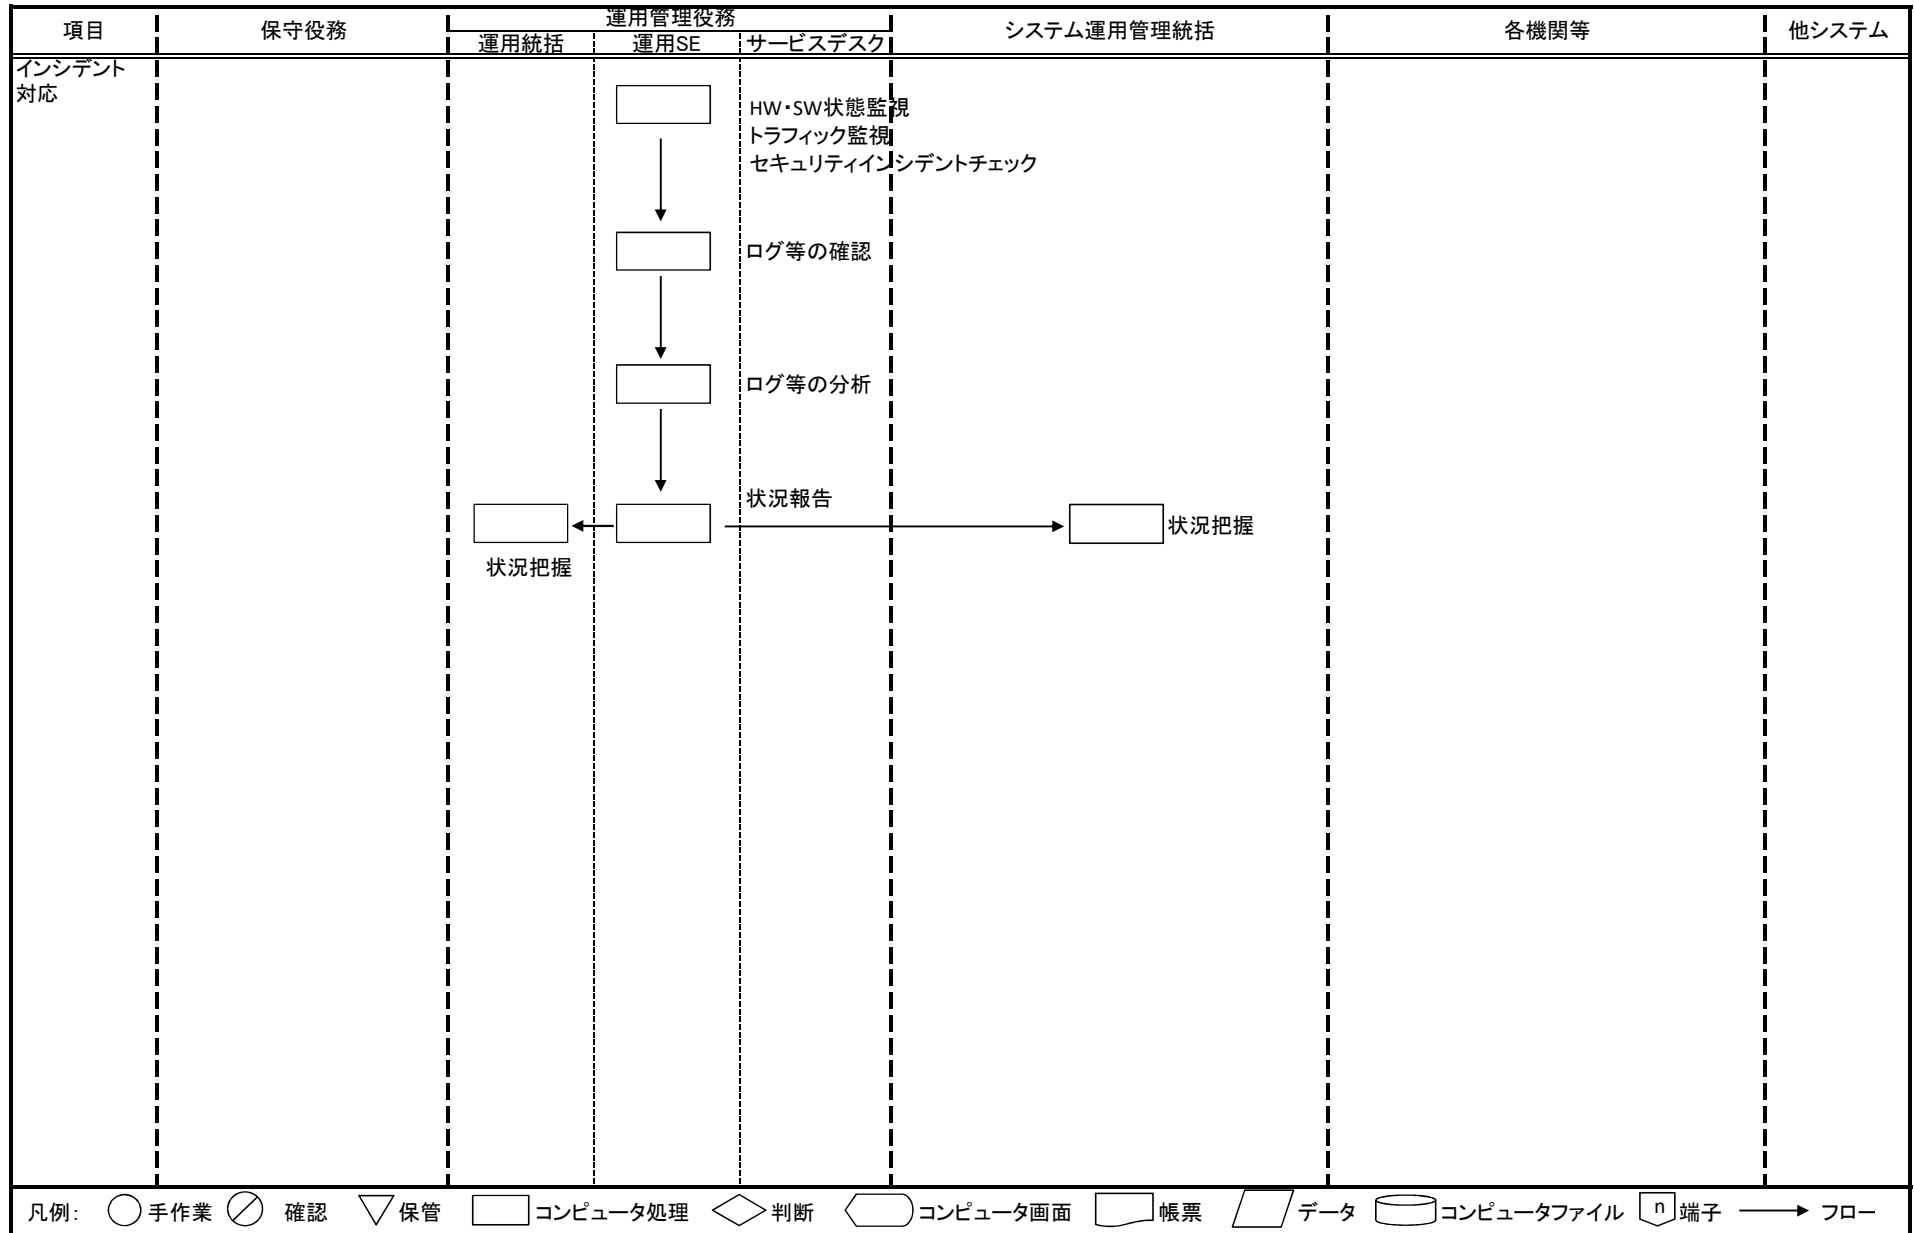 項目
保守役務
運用管理役務
運用統括
運用SE
サービスデスク
システム運用管理統括
各機関等
他システム
インシデント
対応
HW・SW状態監視
トラフィック監視
セキュリティインシデントチェック
ログ等の確認
ログ等の分析
状況報告
状況把握
状況把握
凡例: 手作業 確認 保管 コンピュータ処理 判断 コンピュータ画面 帳票 データ コンピュータファイル n 端子 フロー